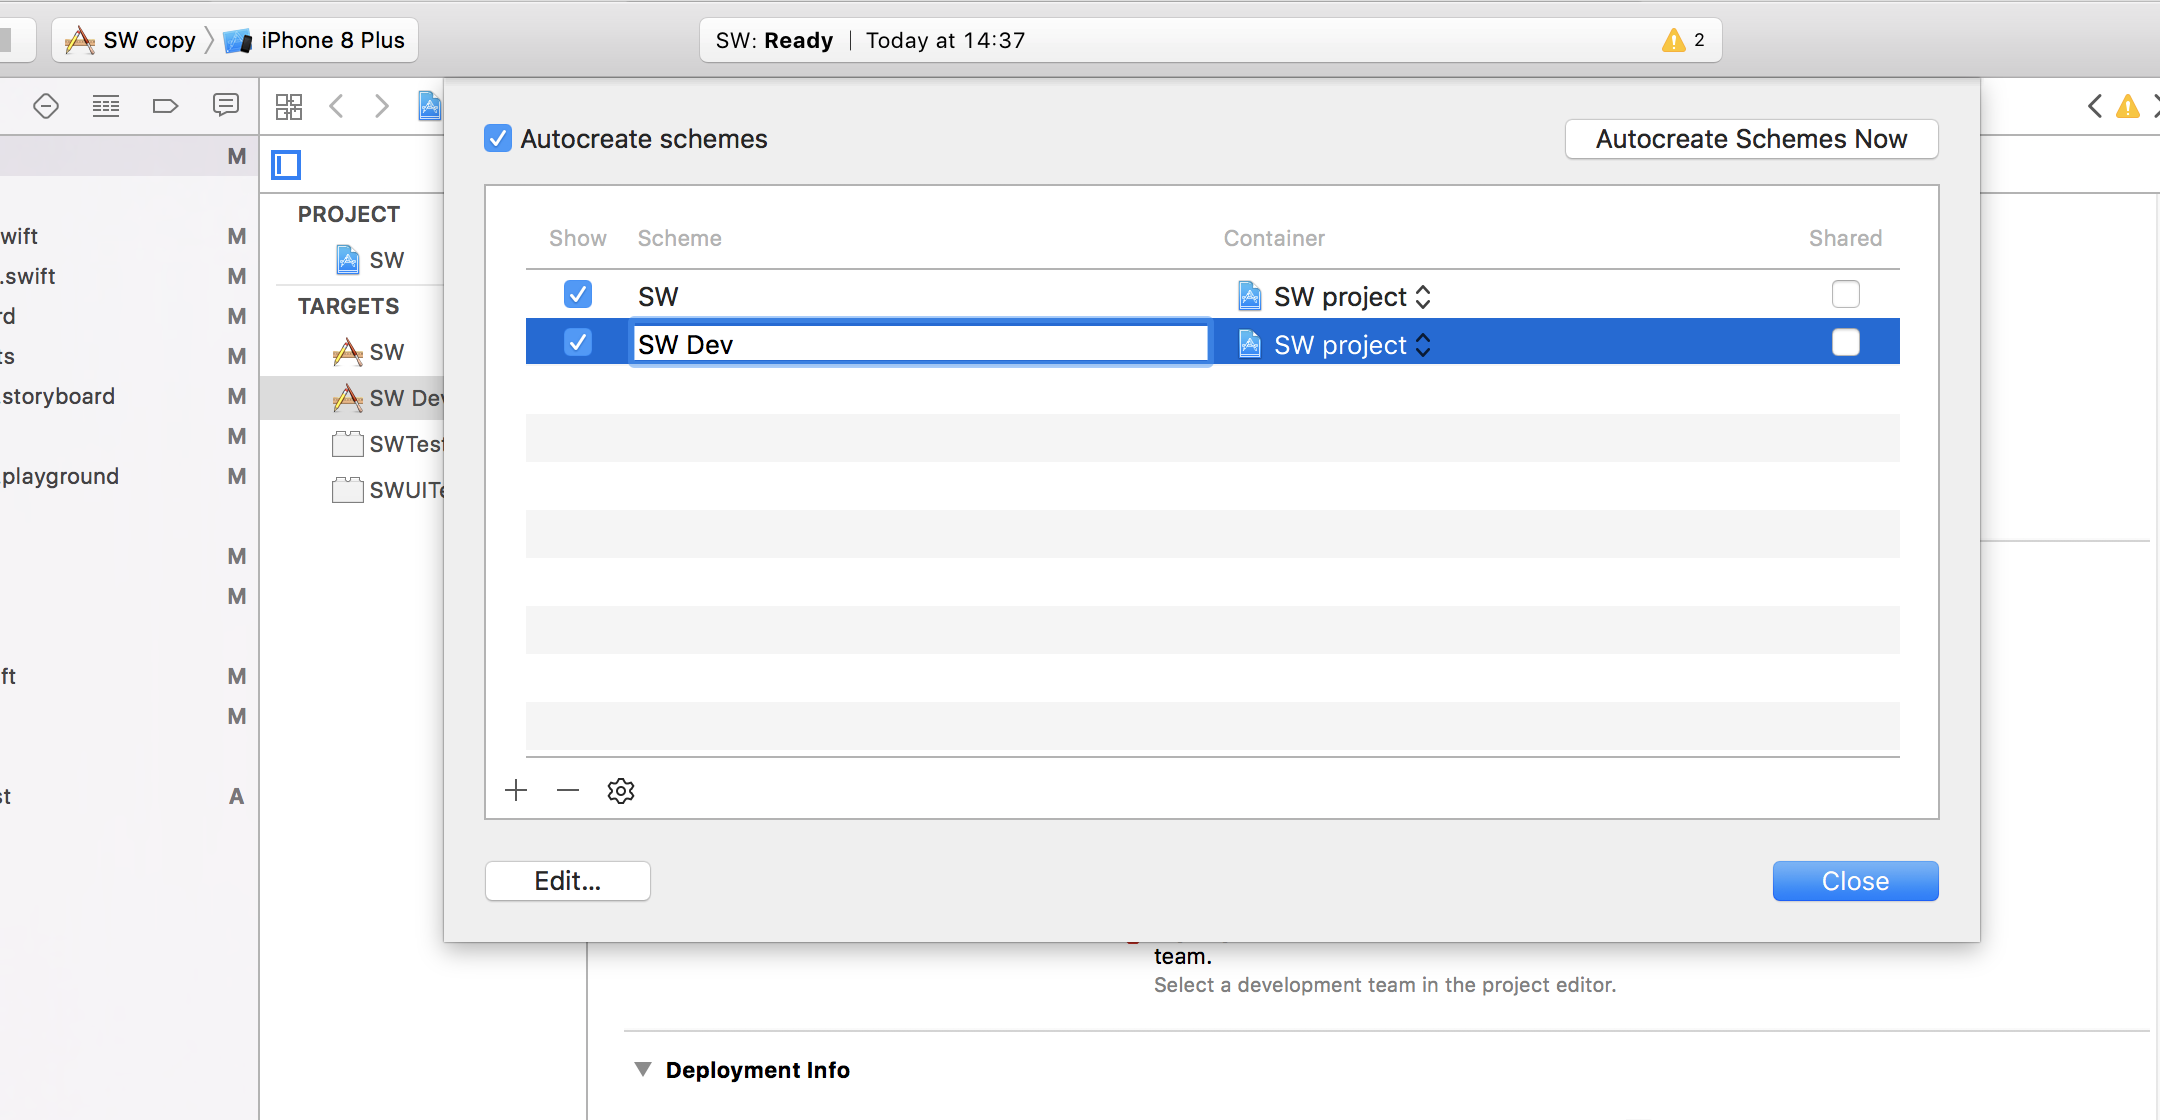 SW copy iPhone 8 Plus
SW: Ready | Today at 14:37
2
Autocreate schemes
Autocreate Schemes Now
Show Scheme Container Shared
SW SW project
SW Dev SW project
Edit...
Close
M
wift M
.swift M
rd M
ts M
.storyboard M
M
.playground M
M
M
ft M
M
st A
PROJECT
SW
TARGETS
SW
SW Dev
SWTest
SWUITe
team.
Select a development team in the project editor.
Deployment Info